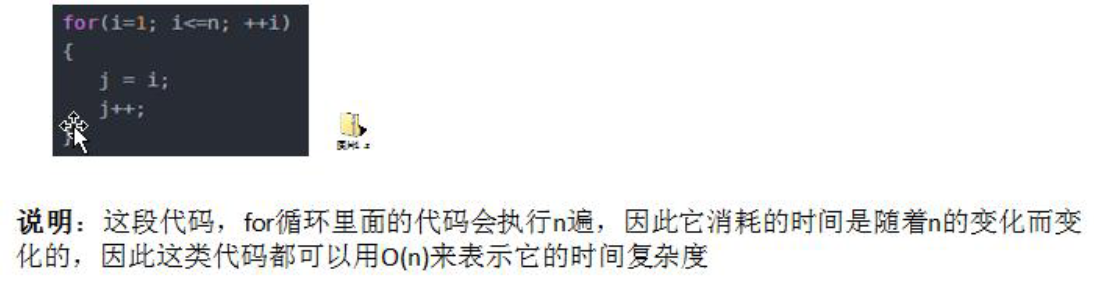 for(i=1; i<=n; ++i)
{
j = i;
j++;
}
说明：这段代码，for循环里面的代码会执行n遍，因此它消耗的时间是随着n的变化而变
化的，因此这类代码都可以用O(n)来表示它的时间复杂度